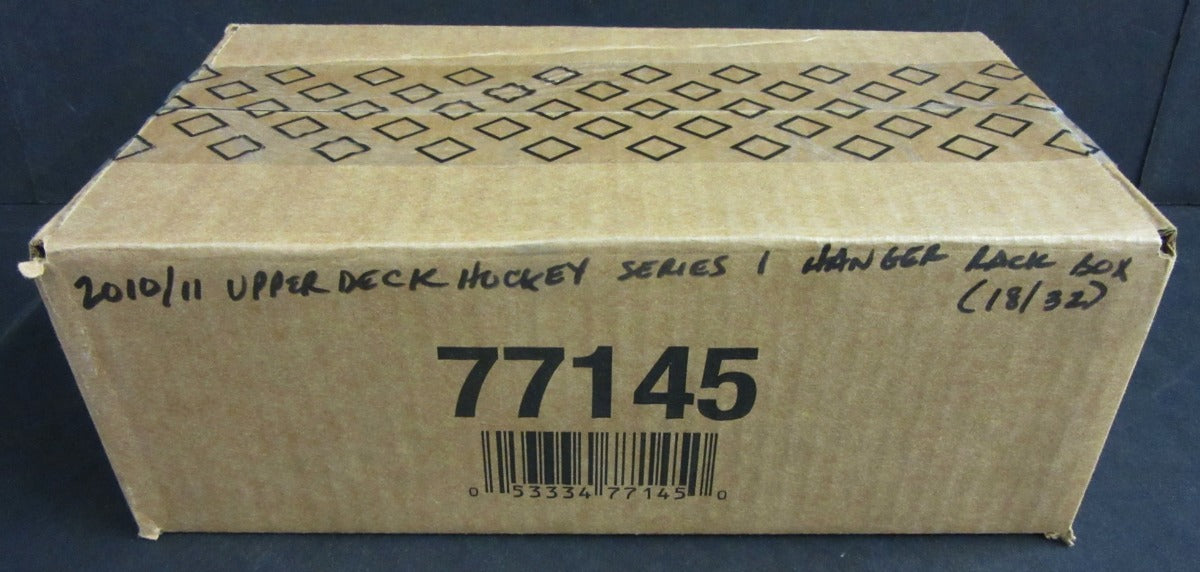 2010/11 UPPER DECK HOCKEY SERIES 1 HANGER RACK BOX
(18/32)
77145
0 53334 77145 0